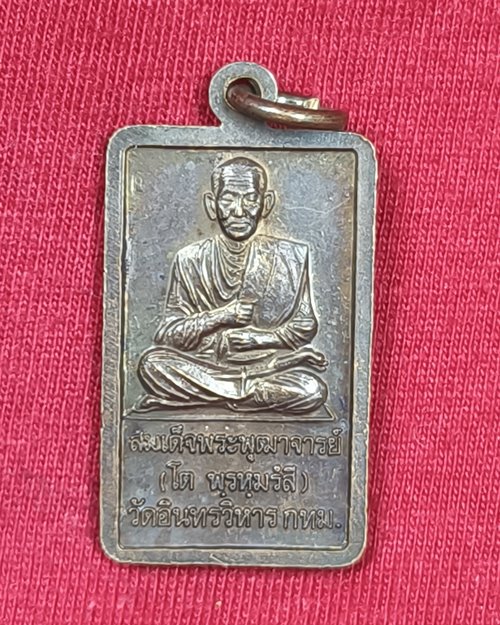 สมเด็จพระพุฒาจารย์
(โต พรหมรํสี)
วัดอินทรวิหาร กทม.